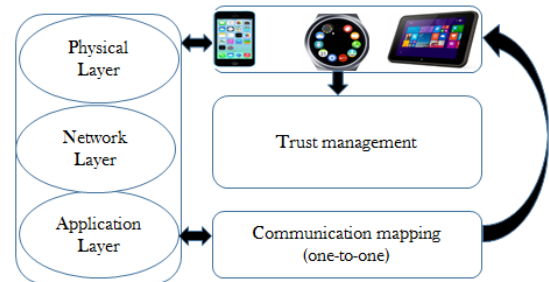 Physical
Layer
Network
Layer
Trust management
Application
Layer
Communication mapping
(one-to-one)